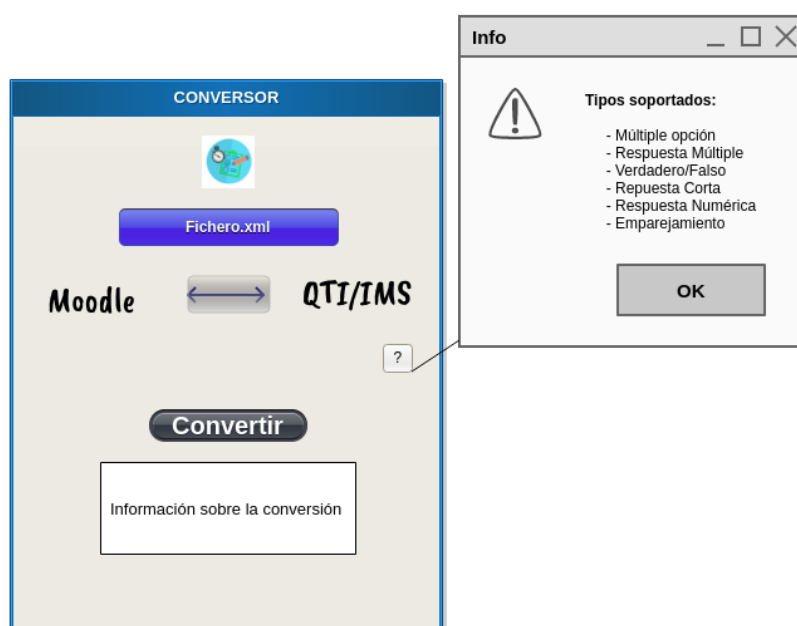 CONVERSOR
Fichero.xml
Moodle
QTI/IMS
?
Convertir
Información sobre la conversión
Info
Tipos soportados:
- Múltiple opción
- Respuesta Múltiple
- Verdadero/Falso
- Repuesta Corta
- Respuesta Numérica
- Emparejamiento
OK